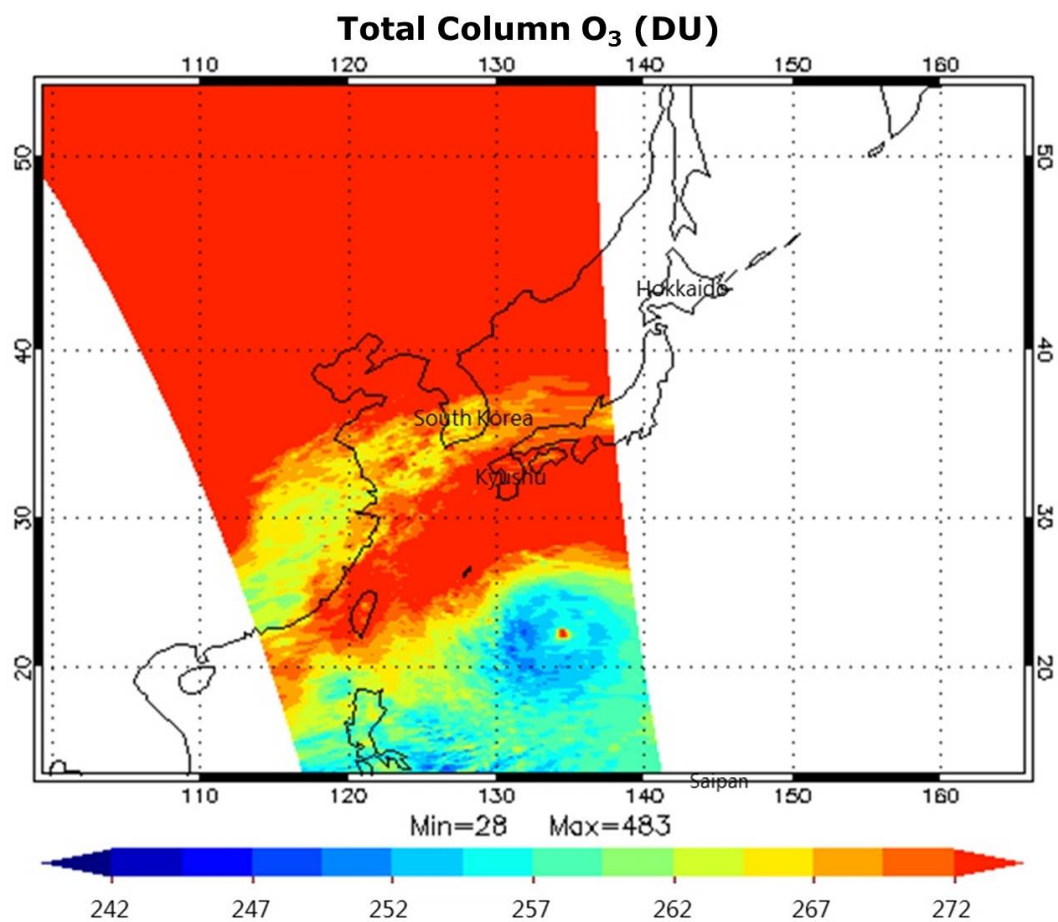 Total Column O₃ (DU)
110 120 130 140 150 160
50 50
Hokkaido
40 40
South Korea
Kyushu
30 30
20 20
Saipan
110 120 130 140 150 160
Min=28 Max=483
242 247 252 257 262 267 272